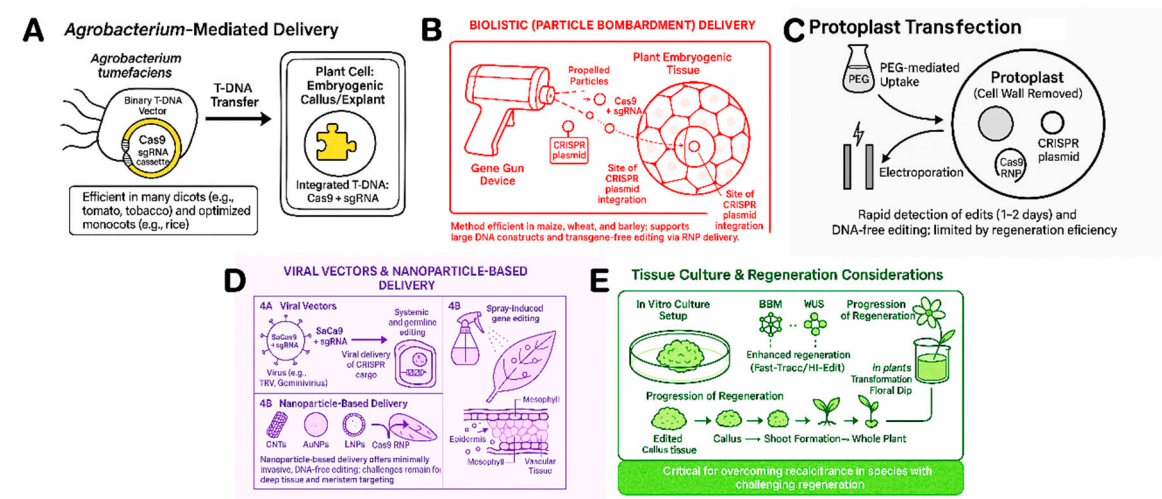 A
Agrobacterium-Mediated Delivery
Agrobacterium
tumefaciens
Binary T-DNA
Vector
Cas9
sgRNA
cassette
T-DNA
Transfer
Plant Cell:
Embryogenic
Callus/Explant
Integrated T-DNA:
Cas9 + sgRNA
Efficient in many dicots (e.g.,
tomato, tobacco) and optimized
monocots (e.g., rice)
B
BIOLISTIC (PARTICLE BOMBARDMENT) DELIVERY
Propelled
Particles
Cas9
+ sgRNA
CRISPR
plasmid
Gene Gun
Device
Plant Embryogenic
Tissue
Site of
CRISPR
plasmid
integration
Site of
CRISPR
plasmid
integration
Method efficient in maize, wheat, and barley; supports
large DNA constructs and transgene-free editing via RNP delivery.
C
Protoplast Transfection
PEG
PEG-mediated
Uptake
Electroporation
Protoplast
(Cell Wall Removed)
CRISPR
plasmid
Cas9
RNP
Rapid detection of edits (1–2 days) and
DNA-free editing; limited by regeneration eficiency
D
VIRAL VECTORS & NANOPARTICLE-BASED
DELIVERY
4A Viral Vectors
SaCas9
+ sgRNA
SaCa9
+ sgRNA
Virus (e.g.,
TRV, Gcminivirus)
Systemic
and germline
editing
Viral delivery
of CRISPR
cargo
4B Nanoparticle-Based Delivery
CNTs
AuNPs
LNPs
Cas9 RNP
Nanoparticle-based delivery offers minimally
invasive, DNA-free editing; challenges remain for
deep tissue and meristem targeting
4B
Spray-Induced
gene editing
Mesophyll
Epidermis
Mesophyll
Vascular
Tissue
E
Tissue Culture & Regeneration Considerations
In Vitro Culture
Setup
BBM
WUS
Enhanced regeneration
(Fast-Tracc/HI-Edit)
Progression
of Regeneration
In plants
Transformation
Floral Dip
Progression of Regeneration
Edited
Callus tissue
Callus
Shoot Formation
Whole Plant
Critical for overcoming recalcitrance in species with
challenging regeneration